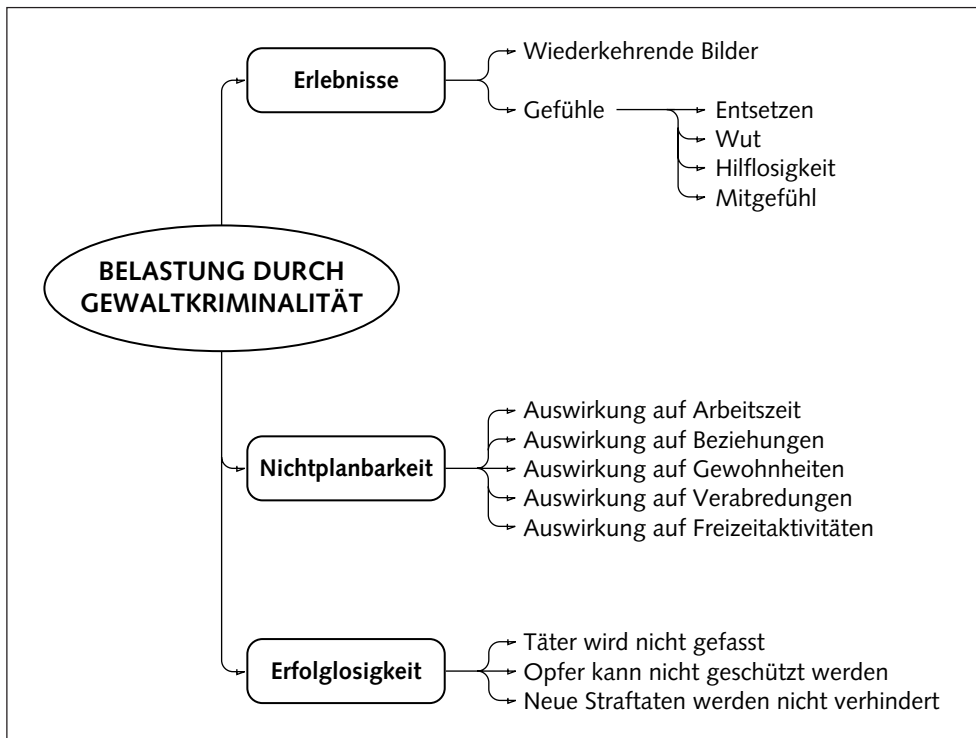 Erlebnisse
Wiederkehrende Bilder
Gefühle
Entsetzen
Wut
Hilflosigkeit
Mitgefühl
BELASTUNG DURCH
GEWALTKRIMINALITÄT
Nichtplanbarkeit
Auswirkung auf Arbeitszeit
Auswirkung auf Beziehungen
Auswirkung auf Gewohnheiten
Auswirkung auf Verabredungen
Auswirkung auf Freizeitaktivitäten
Erfolglosigkeit
Täter wird nicht gefasst
Opfer kann nicht geschützt werden
Neue Straftaten werden nicht verhindert